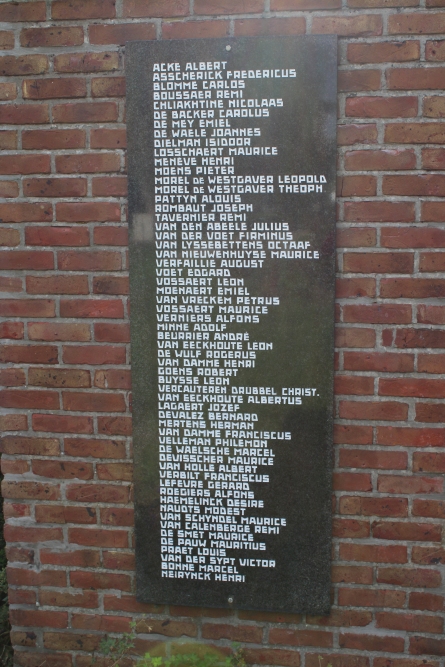 ACKE ALBERT
ASSCHERICK FREDERICUS
BLOMME CARLOS
BOUSSAER REMI
CHLIAKHTINE NICOLAAS
DE BACKER CAROLUS
DE MEY EMIEL
DE WAELE JOANNES
DIELMAN ISIDOOR
LOSSCHAERT MAURICE
MENEVE HENRI
MOENS PIETER
MOREL DE WESTGAVER LEOPOLD
MOREL DE WESTGAVER THEOPH.
PATTYN ALOUIS
ROMBAUT JOSEPH
TAVERNIER REMI
VAN DEN ABEELE JULIUS
VAN DER VOET FIRMINUS
VAN LYSSEBETTENS OCTAAF
VAN NIEUWENHUYSE MAURICE
VERFAILLIE AUGUST
VOET EDGARD
VOSSAERT LEON
MOENAERT EMIEL
VAN VRECKEM PETRUS
VOSSAERT MAURICE
VERNIERS ALFONS
MINNE ADOLF
BEURRIER ANDRÉ
VAN EECKHOUTE LEON
DE WULF ROGERUS
VAN DAMME HENRI
GOENS ROBERT
BUYSSE LEON
VERCAUTEREN DRUBBEL CHRIST.
VAN EECKHOUTE ALBERTUS
LAGAERT JOZEF
DEVALEZ BERNARD
MERTENS HERMAN
VAN DAMME FRANCISCUS
VELLEMAN PHILEMON
DE WAELSCHE MARCEL
DEVISSCHER MAURICE
VAN HOLLE ALBERT
VERBILT FRANCISCUS
LEFEVRE GERARD
ROEGIERS ALFONS
HAEMELINCK DESIRE
HAUDTS MODEST
VAN SCHYNDEL MAURICE
VAN CALEMBERGE REMI
DE SMET MAURICE
DE PAUW MAURITIUS
PRAET LOUIS
VAN DER SYPT VICTOR
BONNE MARCEL
NEIRYNCK HENRI